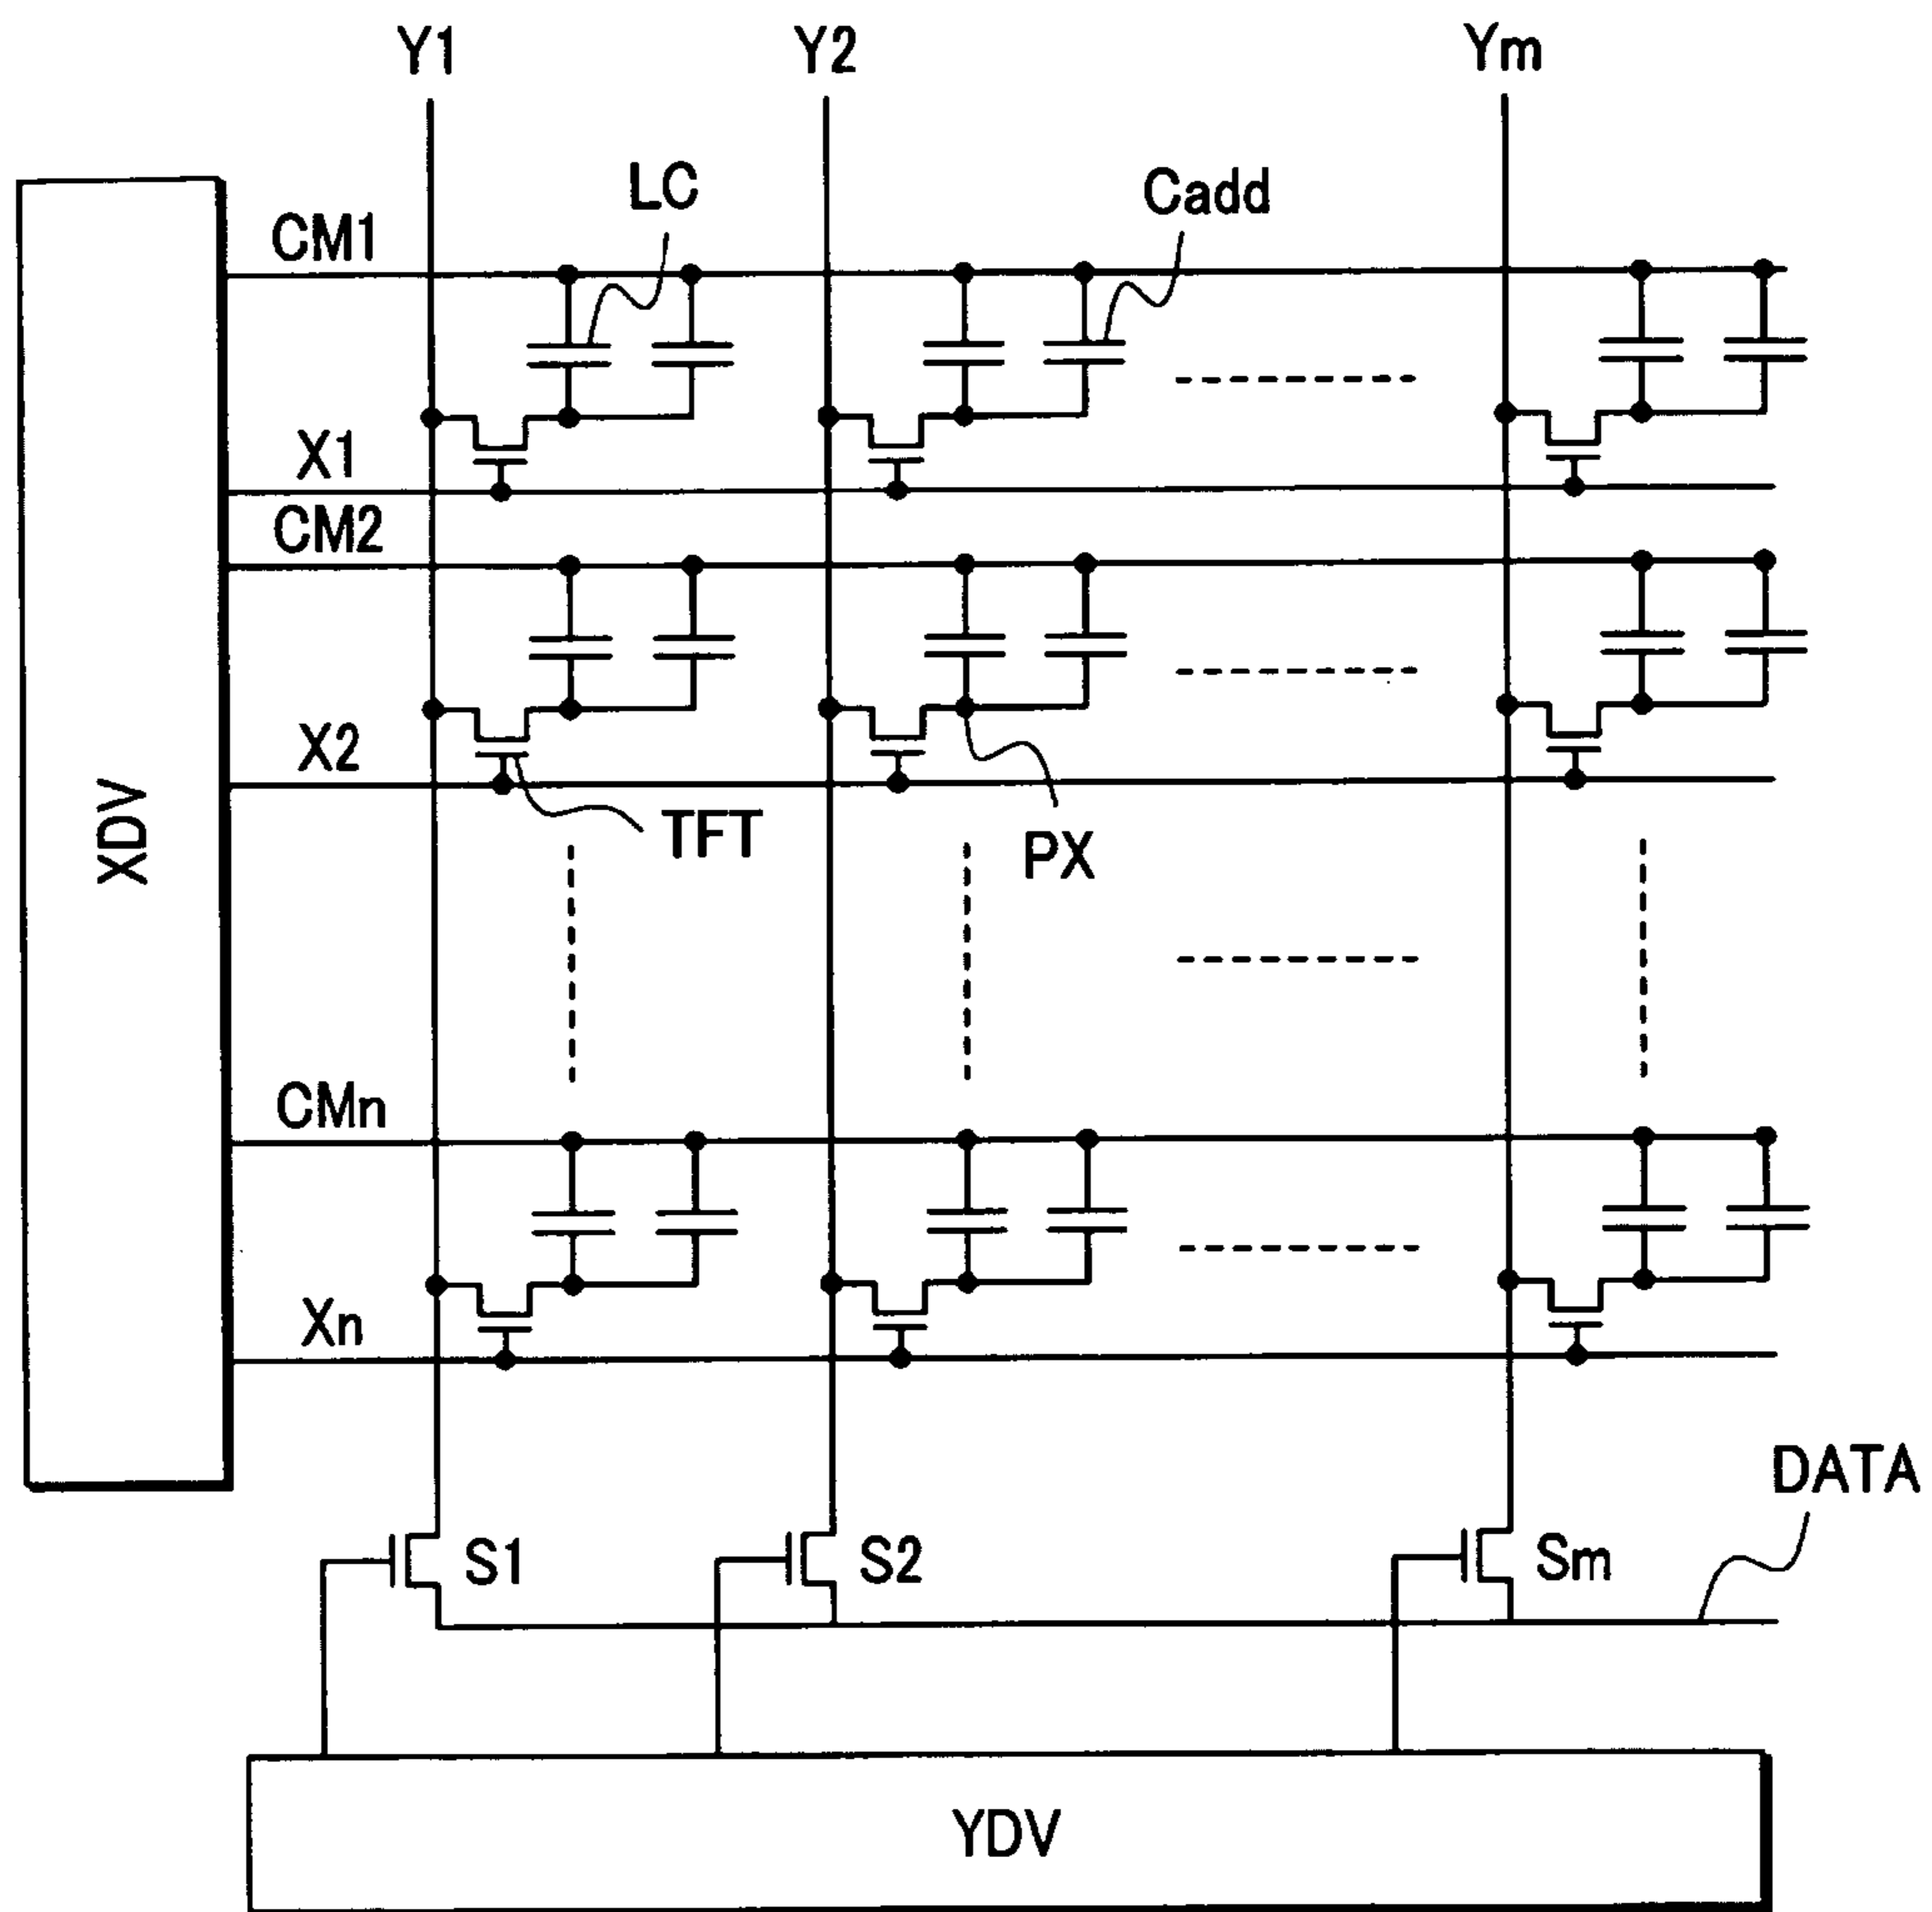 Y1 Y2 Ym
LC Cadd
CM1
X1
CM2
X2
TFT PX
XDV
CMn
Xn
DATA
S1 S2 Sm
YDV